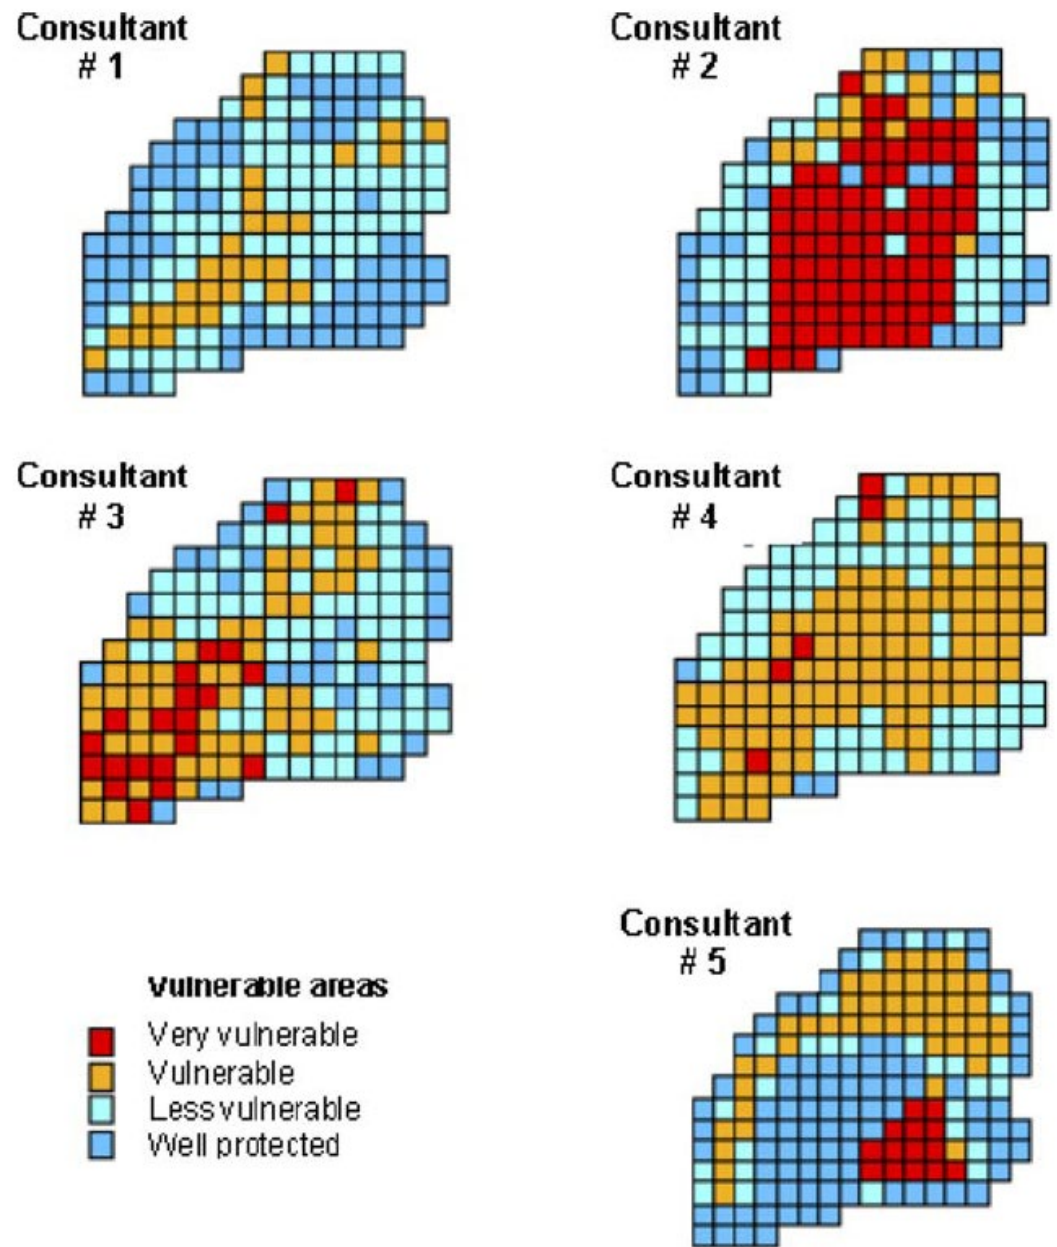 Consultant
# 1
Consultant
# 2
Consultant
# 3
Consultant
# 4
Consultant
# 5
Vulnerable areas
Very vulnerable
Vulnerable
Less vulnerable
Well protected